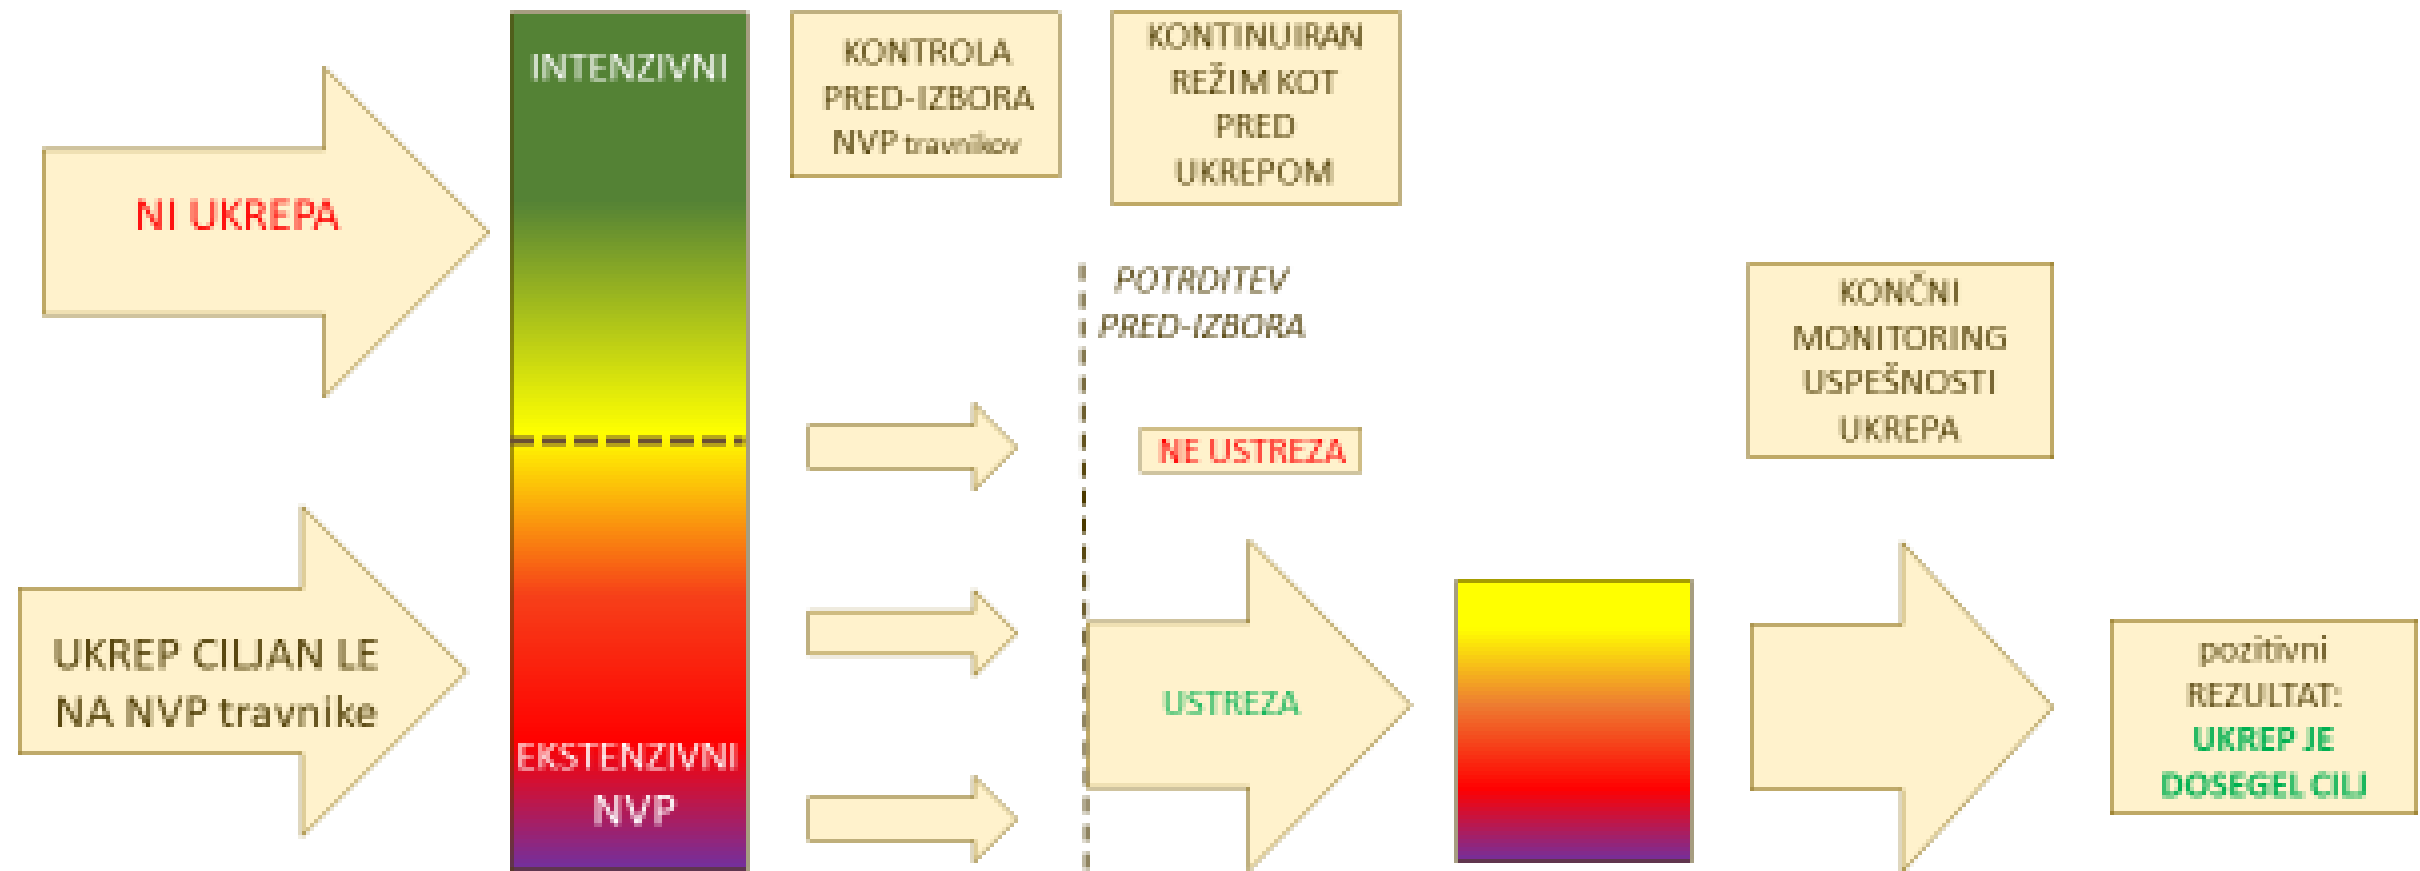 NI UKREPA
UKREP CILJAN LE
NA NVP travnike
INTENZIVNI
EKSTENZIVNI
NVP
KONTROLA
PRED-IZBORA
NVP travnikov
KONTINUIRAN
REŽIM KOT
PRED
UKREPOM
POTRDITEV
PRED-IZBORA
NE USTREZA
USTREZA
KONČNI
MONITORING
USPEŠNOSTI
UKREPA
pozitivni
REZULTAT:
UKREP JE
DOSEGEL CILJ